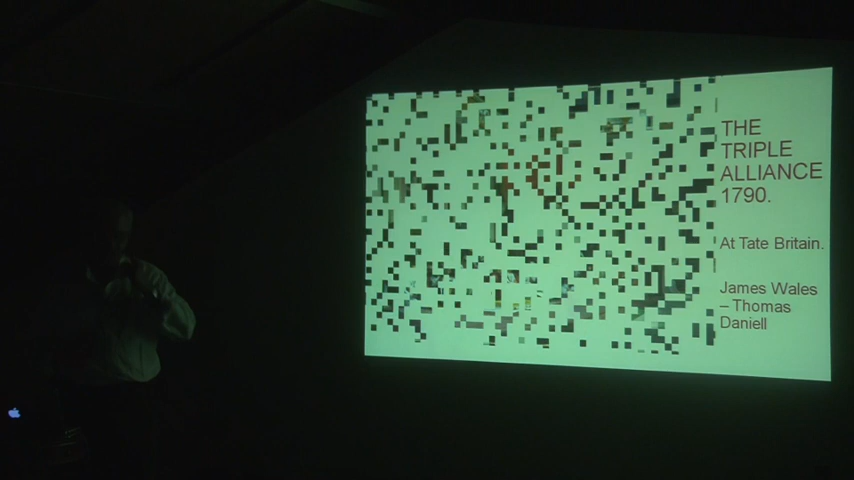 THE
TRIPLE
ALLIANCE
1790.
At Tate Britain.
James Wales
– Thomas
Daniell